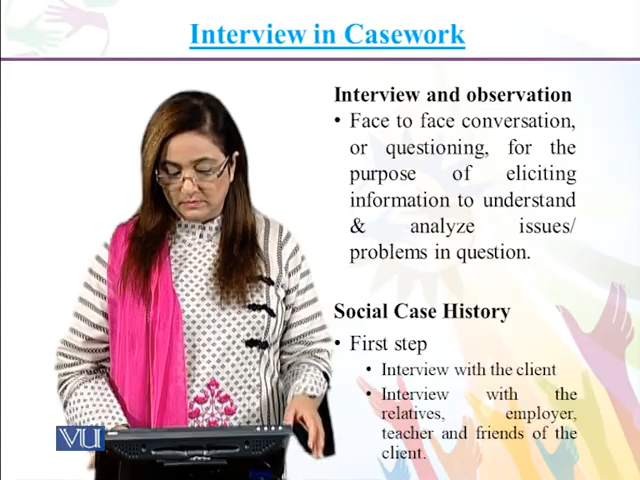 Interview in Casework
Interview and observation
• Face to face conversation,
or questioning, for the
purpose of eliciting
information to understand
& analyze issues/
problems in question.
Social Case History
• First step
• Interview with the client
• Interview with the
relatives, employer,
teacher and friends of the
client.
VU